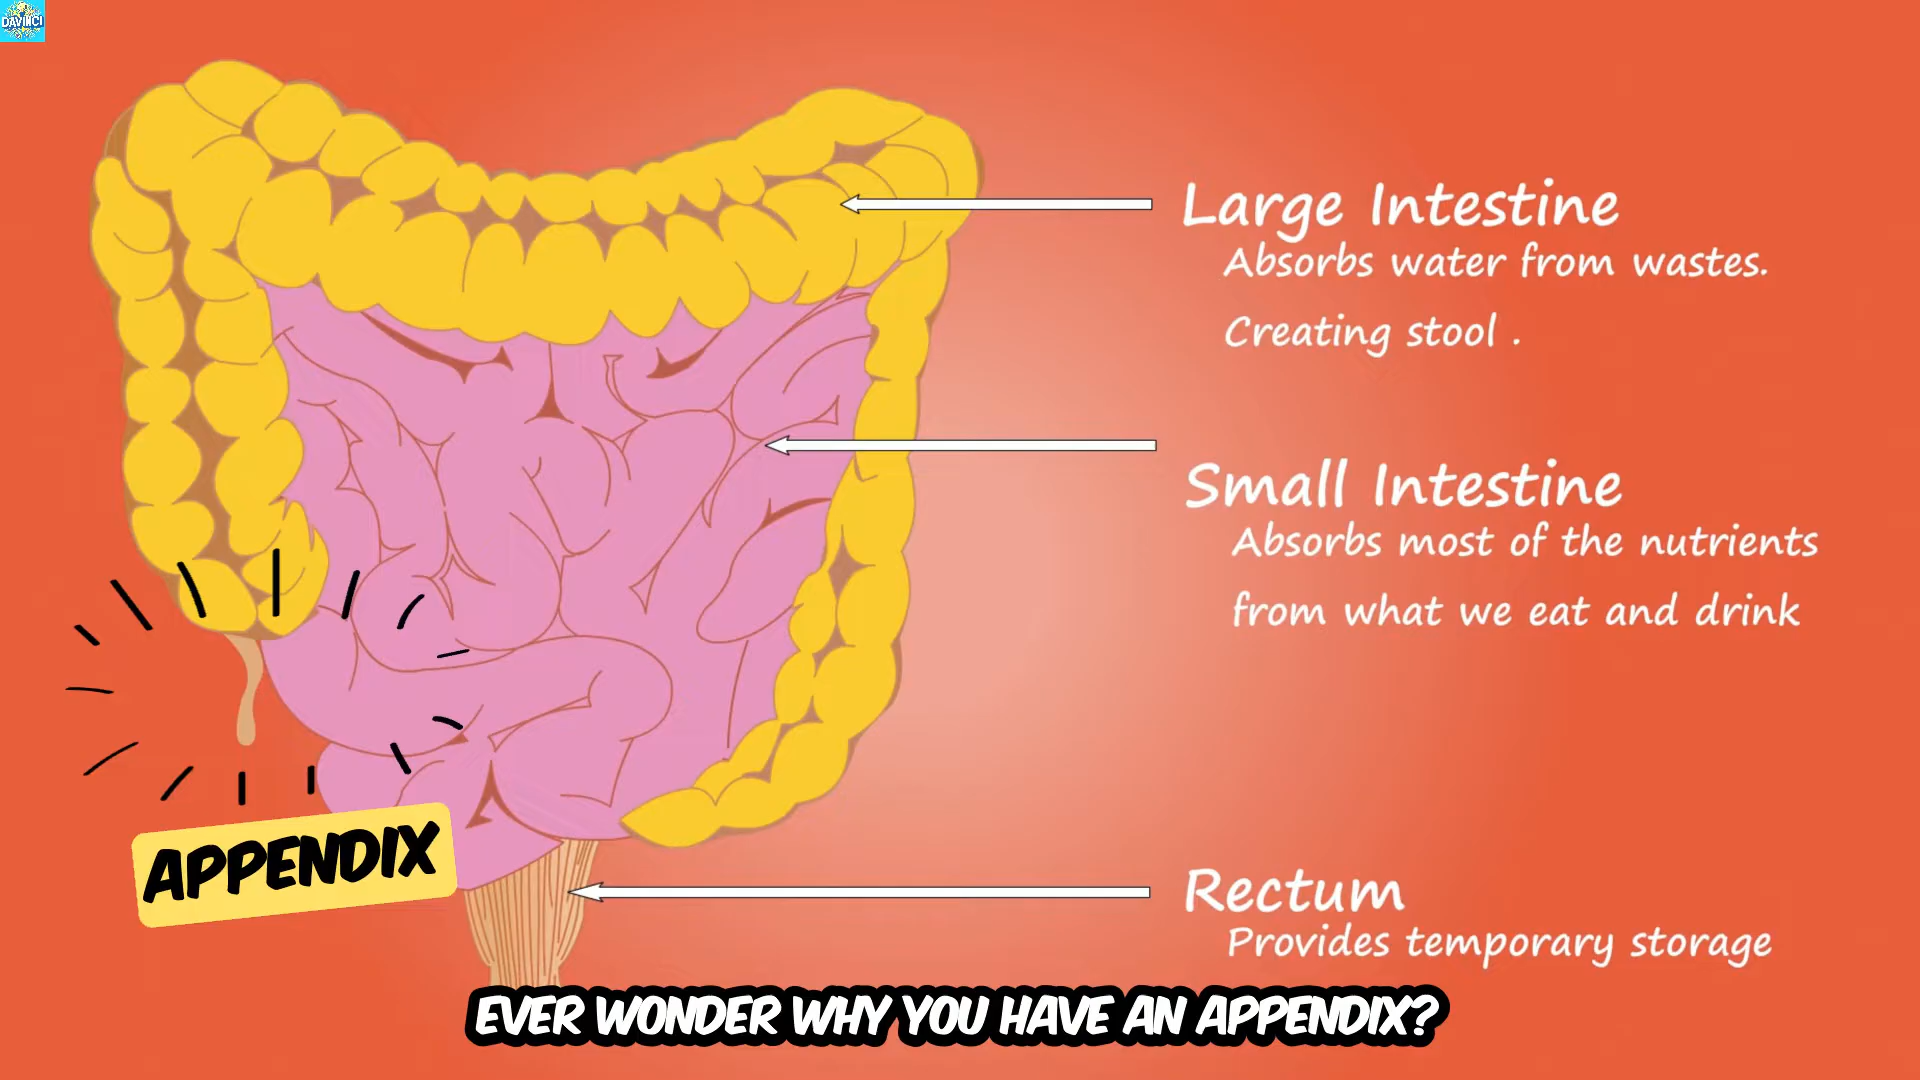 DAVINCI
Large Intestine
Absorbs water from wastes.
Creating stool .
Small Intestine
Absorbs most of the nutrients
from what we eat and drink
APPENDIX
Rectum
Provides temporary storage
EVER WONDER WHY YOU HAVE AN APPENDIX?